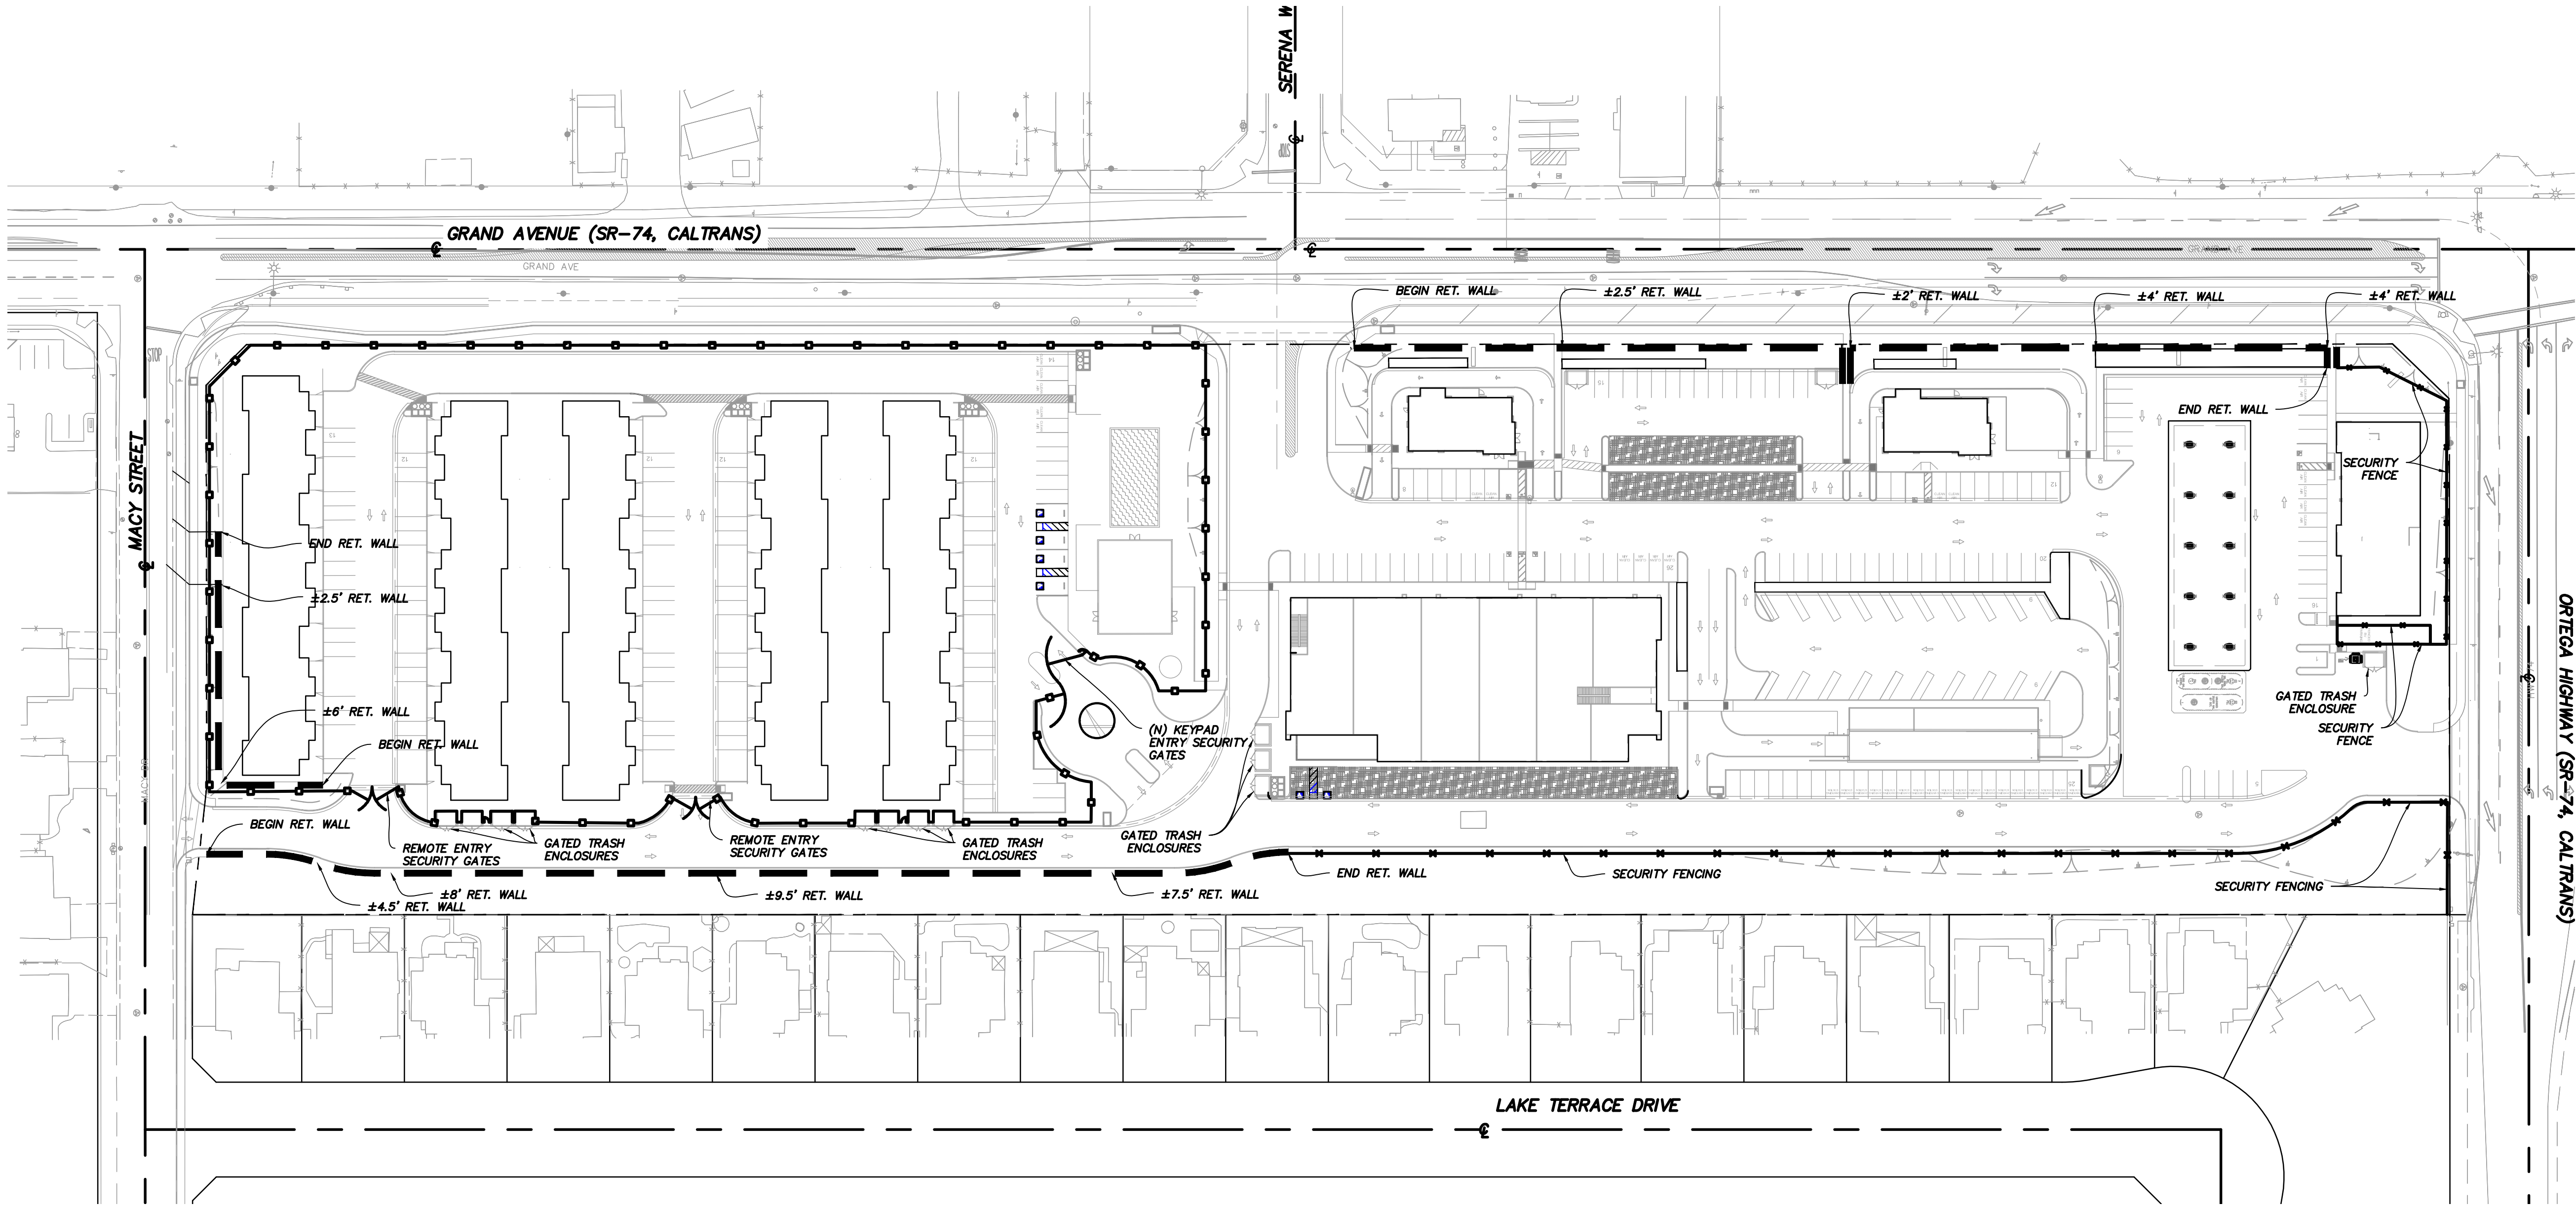 SERENA W
STOP
GRAND AVENUE (SR-74, CALTRANS)
GRAND AVE
GRAND AVE
BEGIN RET. WALL
±2.5' RET. WALL
±2' RET. WALL
±4' RET. WALL
±4' RET. WALL
STOP
END RET. WALL
SECURITY
FENCE
MACY STREET
END RET. WALL
±2.5' RET. WALL
±6' RET. WALL
BEGIN RET. WALL
(N) KEYPAD
ENTRY SECURITY
GATES
GATED TRASH
ENCLOSURE
SECURITY
FENCE
ORTEGA HIGHWAY (SR-74, CALTRANS)
BEGIN RET. WALL
REMOTE ENTRY
SECURITY GATES
GATED TRASH
ENCLOSURES
REMOTE ENTRY
SECURITY GATES
GATED TRASH
ENCLOSURES
GATED TRASH
ENCLOSURES
END RET. WALL
SECURITY FENCING
SECURITY FENCING
±4.5' RET. WALL
±8' RET. WALL
±9.5' RET. WALL
±7.5' RET. WALL
LAKE TERRACE DRIVE